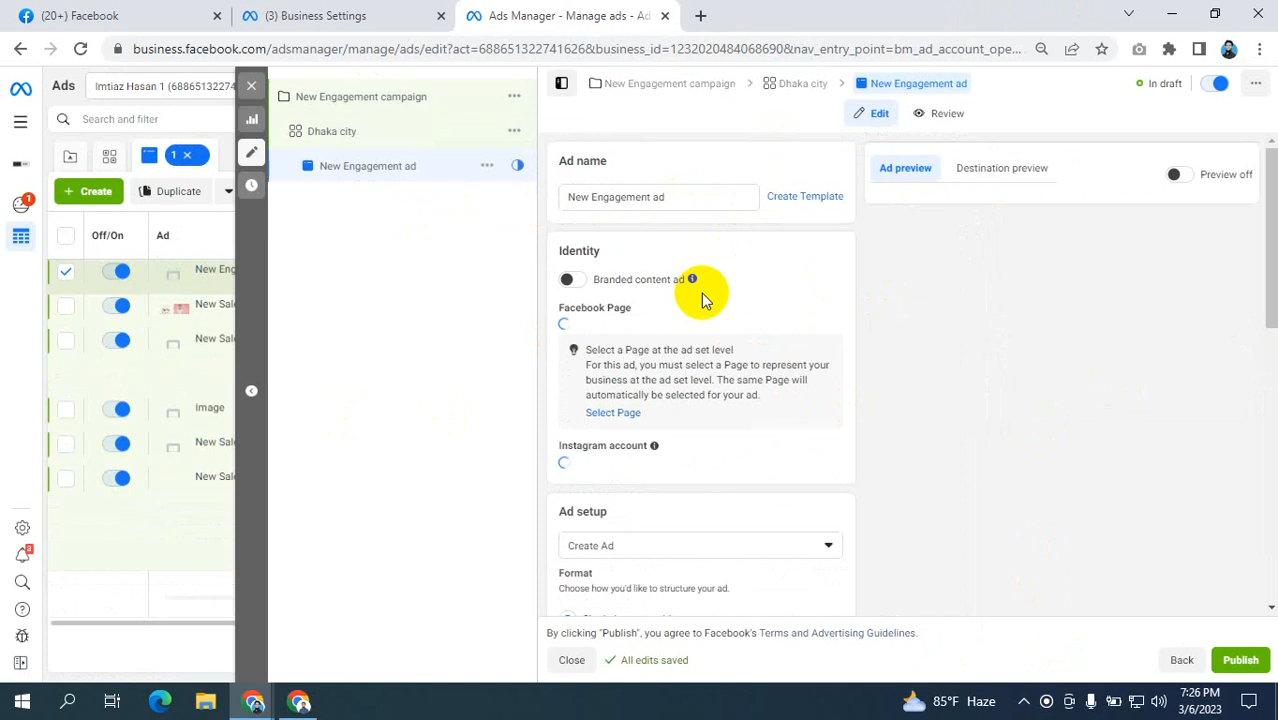 (20+) Facebook
(3) Business Settings
Ads Manager - Manage ads - Ad
business.facebook.com/adsmanager/manage/ads/edit?act=688651322741626&business_id=1232024840686​90&nav_entry_point=bm_ad_account_ope...
Ads
Imtiaz Hasan 1 (68865132274
New Engagement campaign
New Engagement campaign
Dhaka city
New Engagement ad
In draft
Search and filter
Edit
Review
Dhaka city
1
New Engagement ad
Ad name
Ad preview
Destination preview
Preview off
Create
Duplicate
New Engagement ad
Create Template
Off/On
Ad
Identity
New Eng
Branded content ad
New Sal
Facebook Page
New Sale
Select a Page at the ad set level
For this ad, you must select a Page to represent your
business at the ad set level. The same Page will
automatically be selected for your ad.
Image
Select Page
New Sal
Instagram account
New Sal
Ad setup
Create Ad
Format
Choose how you'd like to structure your ad.
By clicking "Publish", you agree to Facebook's Terms and Advertising Guidelines.
Close
All edits saved
Back
Publish
85°F Haze
7:26 PM
3/6/2023